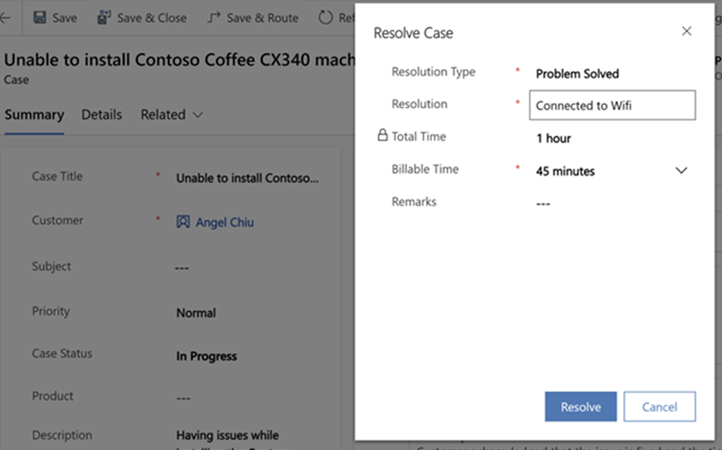 Save
Save & Close
Save & Route
Unable to install Contoso Coffee CX340 mach
Case
Summary
Details
Related
Case Title * Unable to install Contoso...
Customer * Angel Chiu
Subject ---
Priority Normal
Case Status In Progress
Product ---
Description Having issues while
Resolve Case
Resolution Type * Problem Solved
Resolution * Connected to Wifi
Total Time 1 hour
Billable Time * 45 minutes
Remarks ---
Resolve
Cancel